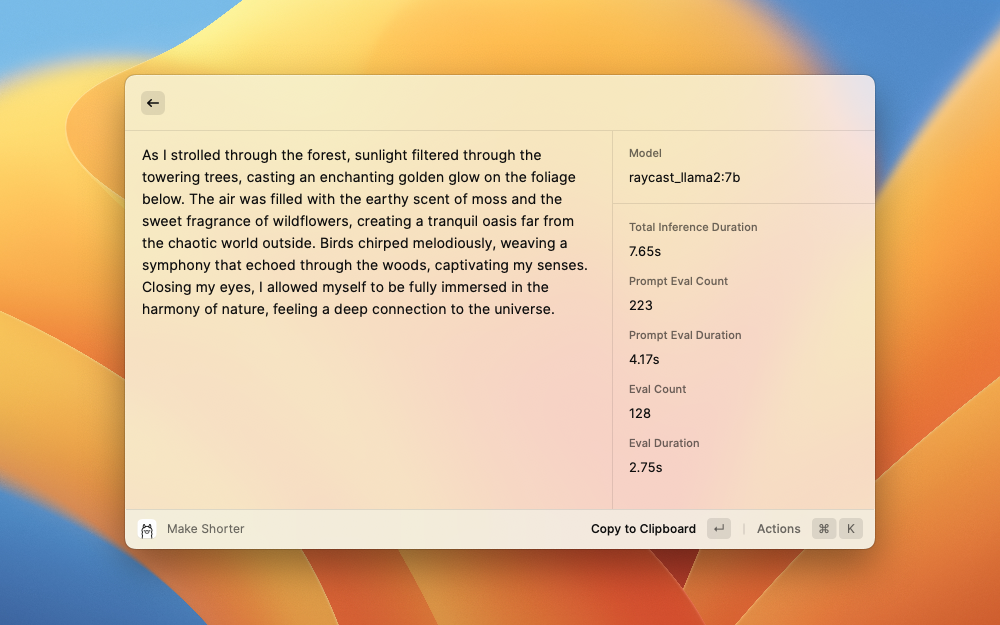 As I strolled through the forest, sunlight filtered through the
towering trees, casting an enchanting golden glow on the foliage
below. The air was filled with the earthy scent of moss and the
sweet fragrance of wildflowers, creating a tranquil oasis far from
the chaotic world outside. Birds chirped melodiously, weaving a
symphony that echoed through the woods, captivating my senses.
Closing my eyes, I allowed myself to be fully immersed in the
harmony of nature, feeling a deep connection to the universe.
Model
raycast_llama2:7b
Total Inference Duration
7.65s
Prompt Eval Count
223
Prompt Eval Duration
4.17s
Eval Count
128
Eval Duration
2.75s
Make Shorter
Copy to Clipboard ↵ | Actions ⌘ K